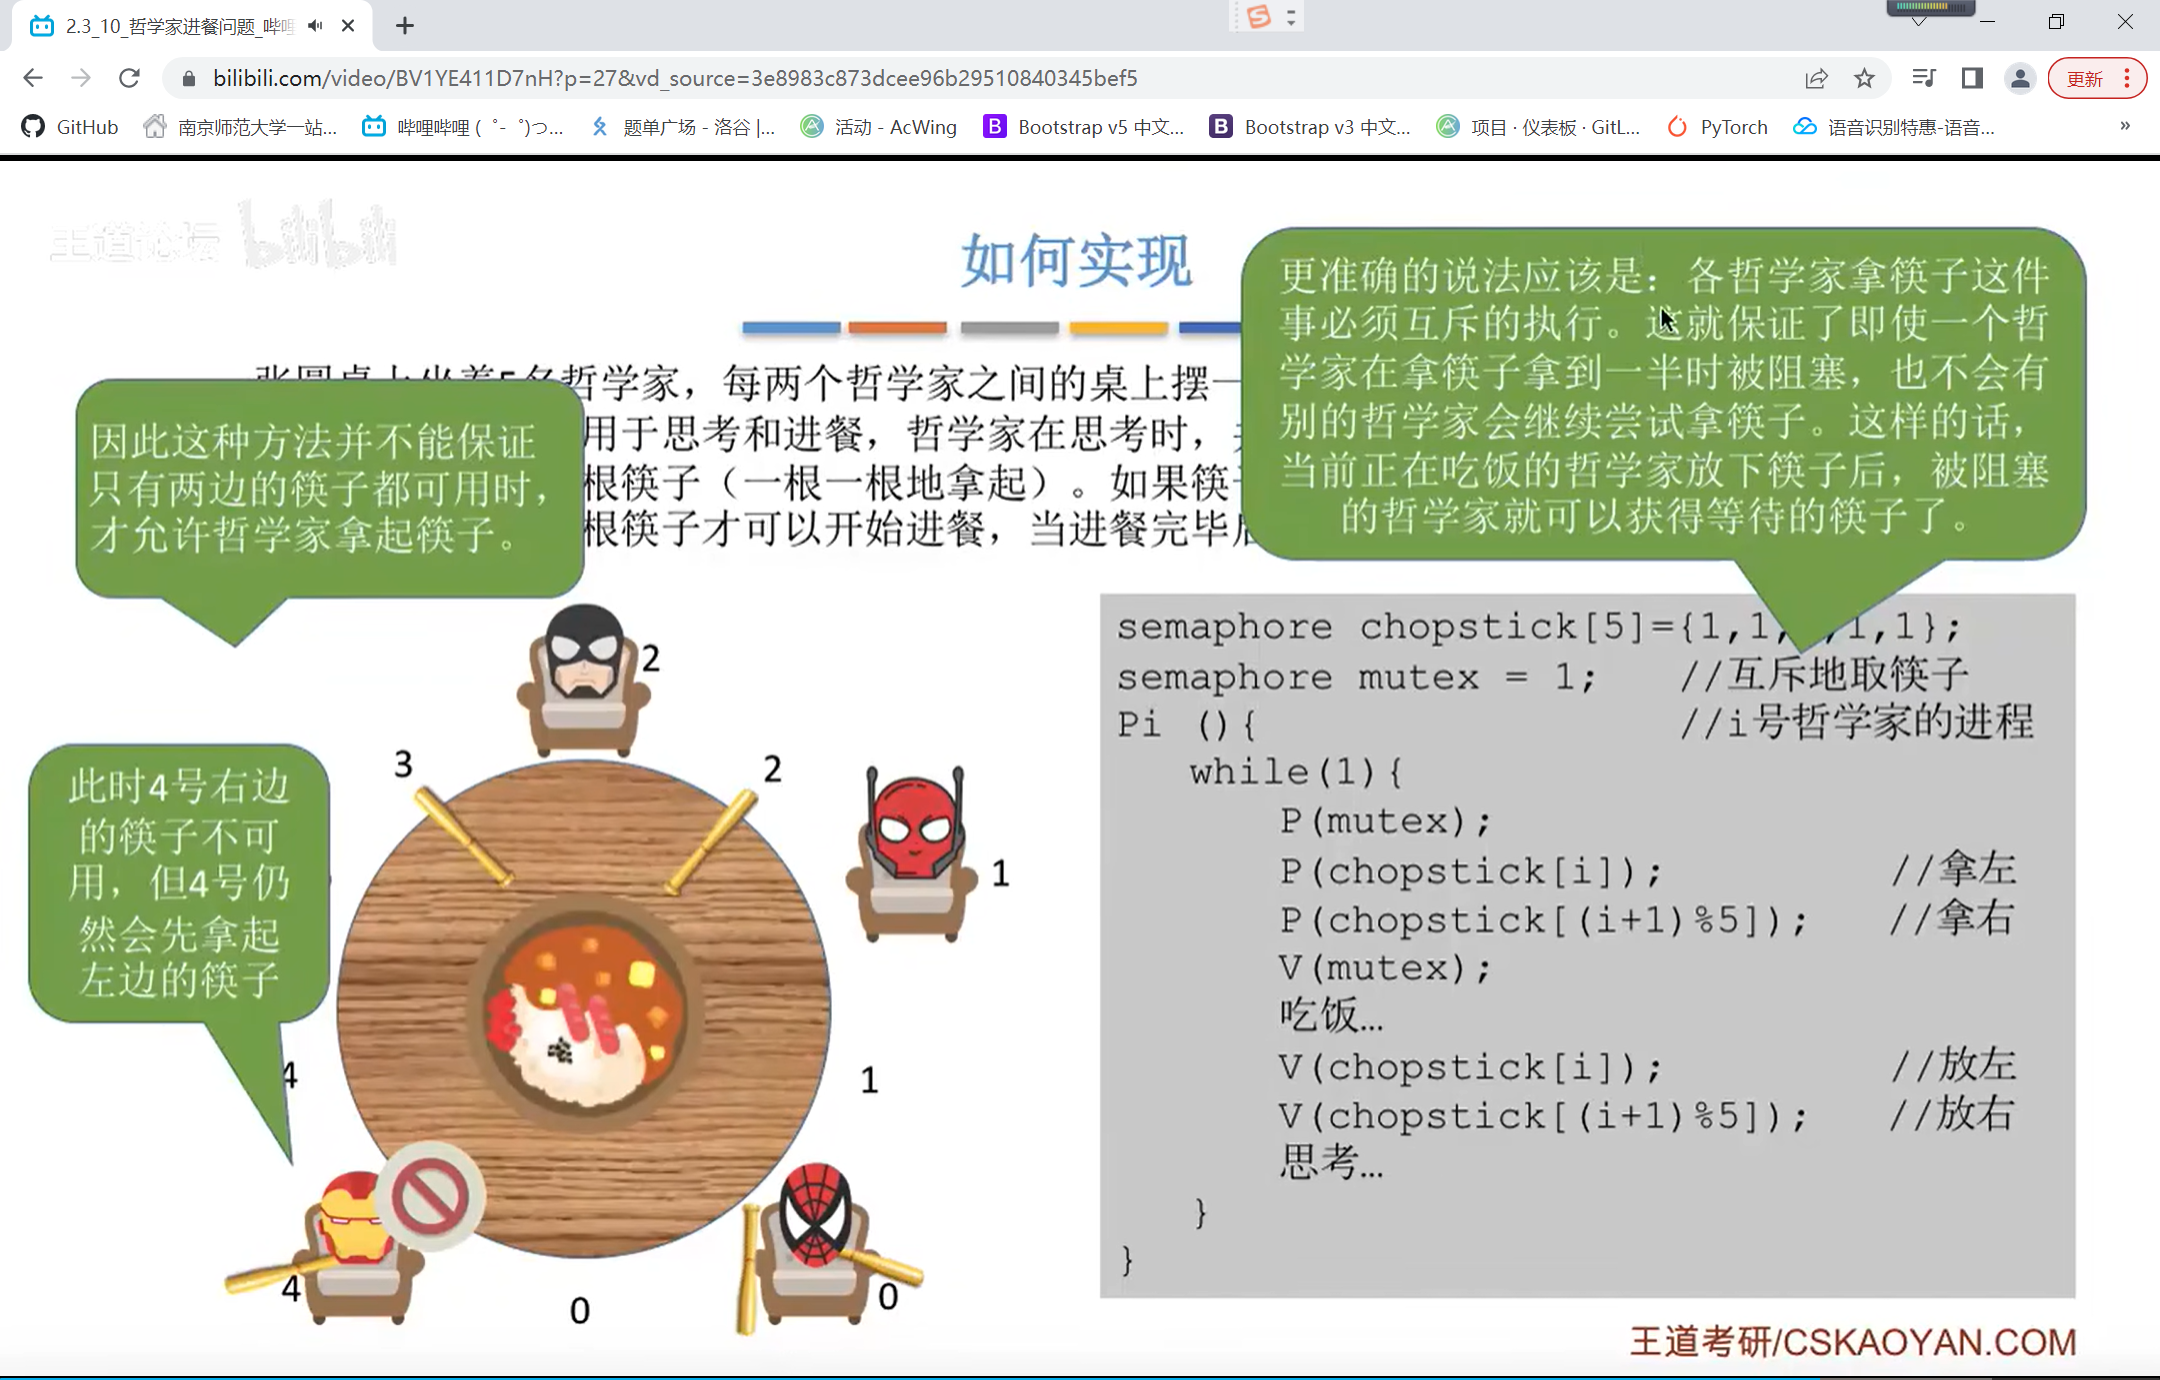 2.3_10_哲学家进餐问题_哔哩
bilibili.com/video/BV1YE411D7nH?p=27&vd_source=3e8983c873dcee96b29510840345bef5
更新
GitHub
南京师范大学一站...
哔哩哔哩 ( ゜- ゜)つ...
题单广场 - 洛谷 |...
活动 - AcWing
Bootstrap v5 中文...
Bootstrap v3 中文...
项目 · 仪表板 · GitL...
PyTorch
语音识别特惠-语音...
»
王道论坛 bilibili
如何实现
更准确的说法应该是：各哲学家拿筷子这件
事必须互斥的执行。这就保证了即使一个哲
学家在拿筷子拿到一半时被阻塞，也不会有
别的哲学家会继续尝试拿筷子。这样的话，
当前正在吃饭的哲学家放下筷子后，被阻塞
的哲学家就可以获得等待的筷子了。
张圆桌上坐着5名哲学家，每两个哲学家之间的桌上摆一
用于思考和进餐，哲学家在思考时，
根筷子（一根一根地拿起）。如果筷
根筷子才可以开始进餐，当进餐完毕后
因此这种方法并不能保证
只有两边的筷子都可用时，
才允许哲学家拿起筷子。
此时4号右边
的筷子不可
用，但4号仍
然会先拿起
左边的筷子
2
3
2
1
4
1
4
0
0
semaphore chopstick[5]={1,1, ,1,1};
semaphore mutex = 1; //互斥地取筷子
Pi (){ //i号哲学家的进程
while(1){
P(mutex);
P(chopstick[i]); //拿左
P(chopstick[(i+1)%5]); //拿右
V(mutex);
吃饭…
V(chopstick[i]); //放左
V(chopstick[(i+1)%5]); //放右
思考…
}
}
王道考研/CSKAOYAN.COM